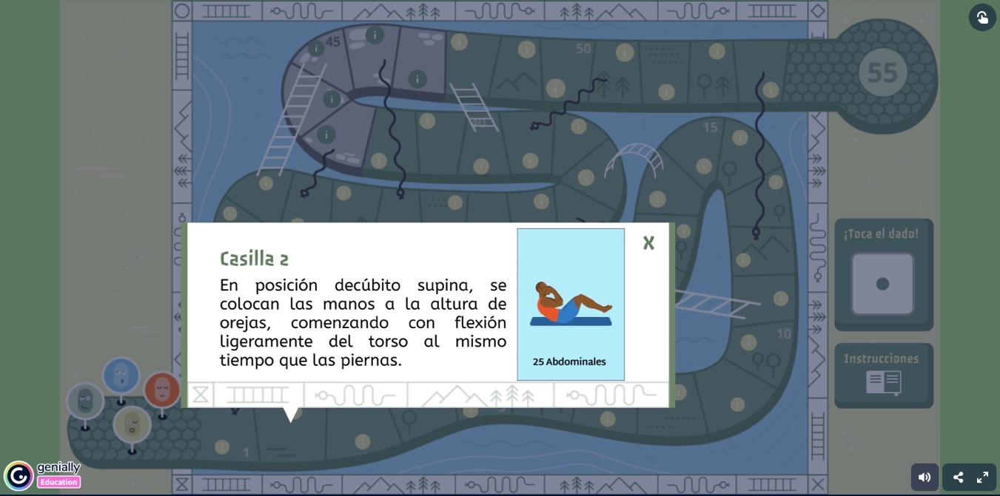 45
50
55
40
15
¡Toca el dado!
Casilla 2
X
En posición decúbito supina, se
colocan las manos a la altura de
orejas, comenzando con flexión
ligeramente del torso al mismo
tiempo que las piernas.
25 Abdominales
10
Instrucciones
5
1
genially
Education